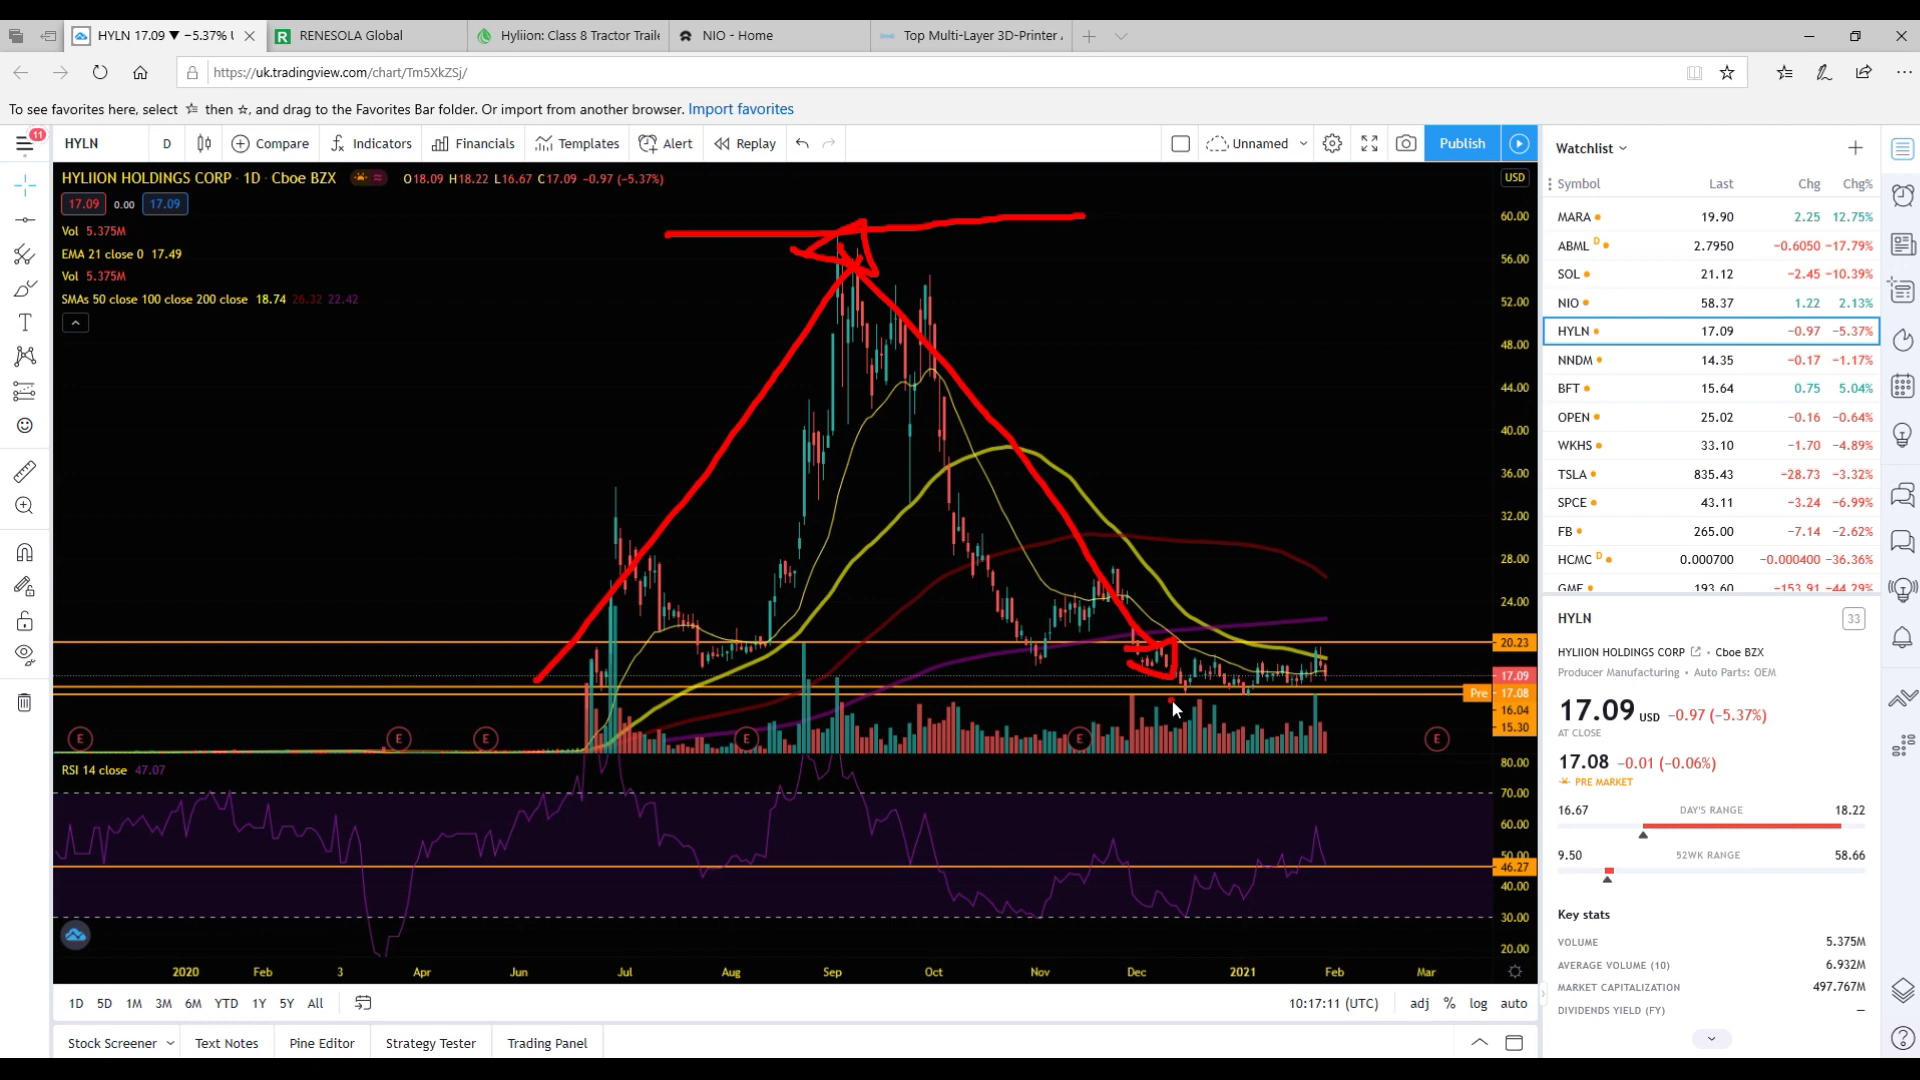 HYLN 17.09 ▼ −5.37% U
RENESOLA Global
Hyliion: Class 8 Tractor Traile
NIO - Home
Top Multi-Layer 3D-Printer
https://uk.tradingview.com/chart/Tm5XkZSj/
To see favorites here, select ☆ then ☆, and drag to the Favorites Bar folder. Or import from another browser. Import favorites
11
HYLN D Compare Indicators Financials Templates Alert Replay Unnamed Publish
HYLIION HOLDINGS CORP · 1D · Cboe BZX O18.09 H18.22 L16.67 C17.09 −0.97 (−5.37%)
17.09 0.00 17.09
Vol 5.375M
EMA 21 close 0 17.49
Vol 5.375M
SMAs 50 close 100 close 200 close 18.74 26.32 22.42
USD
60.00
56.00
52.00
48.00
44.00
40.00
36.00
32.00
28.00
24.00
20.23
17.09
Pre 17.08
16.04
15.30
E E E E E E
RSI 14 close 47.07
80.00
70.00
60.00
50.00
46.27
40.00
30.00
20.00
2020 Feb 3 Apr Jun Jul Aug Sep Oct Nov Dec 2021 Feb Mar
1D 5D 1M 3M 6M YTD 1Y 5Y All
10:17:11 (UTC) adj % log auto
Stock Screener Text Notes Pine Editor Strategy Tester Trading Panel
Watchlist
Symbol Last Chg Chg%
MARA 19.90 2.25 12.75%
ABML D 2.7950 −0.6050 −17.79%
SOL 21.12 −2.45 −10.39%
NIO 58.37 1.22 2.13%
HYLN 17.09 −0.97 −5.37%
NNDM 14.35 −0.17 −1.17%
BFT 15.64 0.75 5.04%
OPEN 25.02 −0.16 −0.64%
WKHS 33.10 −1.70 −4.89%
TSLA 835.43 −28.73 −3.32%
SPCE 43.11 −3.24 −6.99%
FB 265.00 −7.14 −2.62%
HCMC D 0.000700 −0.000400 −36.36%
GME 193.60 −153.91 −44.29%
HYLN 33
HYLIION HOLDINGS CORP • Cboe BZX
Producer Manufacturing • Auto Parts: OEM
17.09 USD −0.97 (−5.37%)
AT CLOSE
17.08 −0.01 (−0.06%)
PRE MARKET
16.67 DAY'S RANGE 18.22
9.50 52WK RANGE 58.66
Key stats
VOLUME 5.375M
AVERAGE VOLUME (10) 6.932M
MARKET CAPITALIZATION 497.767M
DIVIDENDS YIELD (FY) —